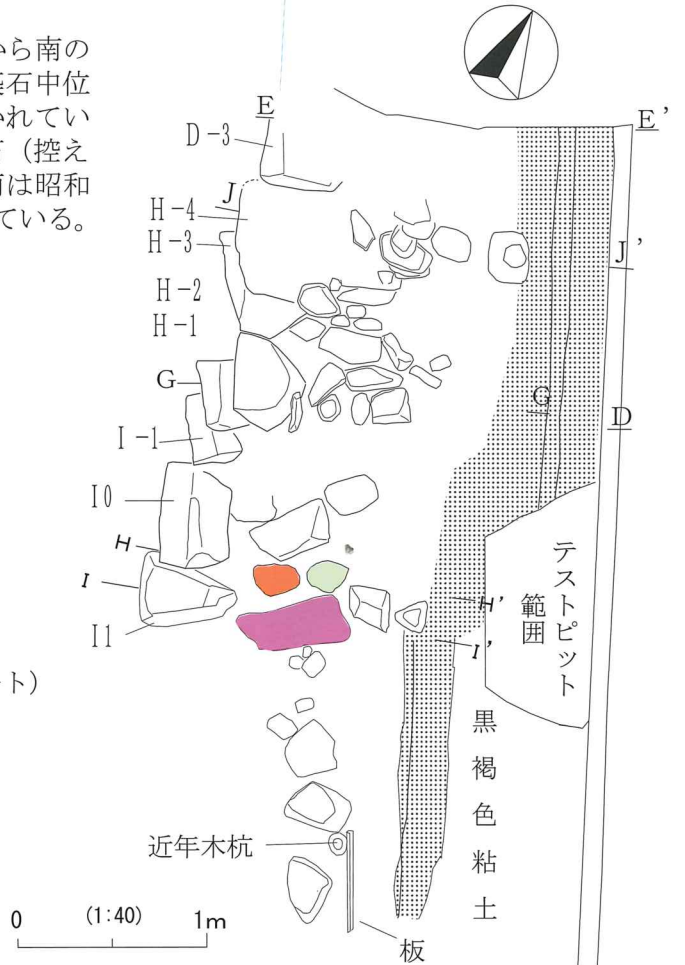 から南の
石中位
かれてい
（控え
は昭和
ている。
E
E’
D-3
J
H-4
H-3
J’
H-2
H-1
G
G
D
I-1
I0
H
I
テストピット
範囲
H’
I1
I’
ト）
黒褐色粘土
近年木杭
0 (1:40) 1m
板